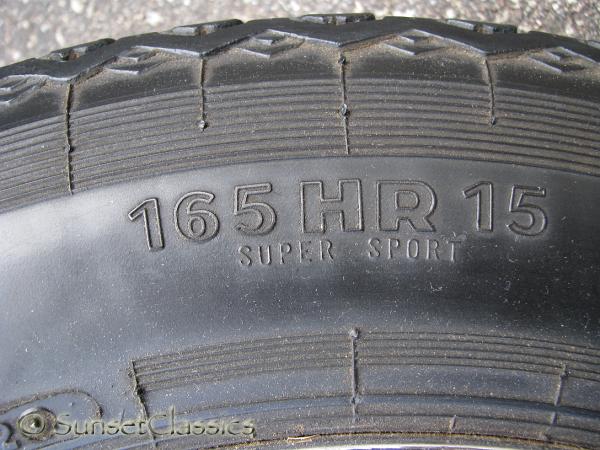 165 HR 15
SUPER SPORT
© SunsetClassics